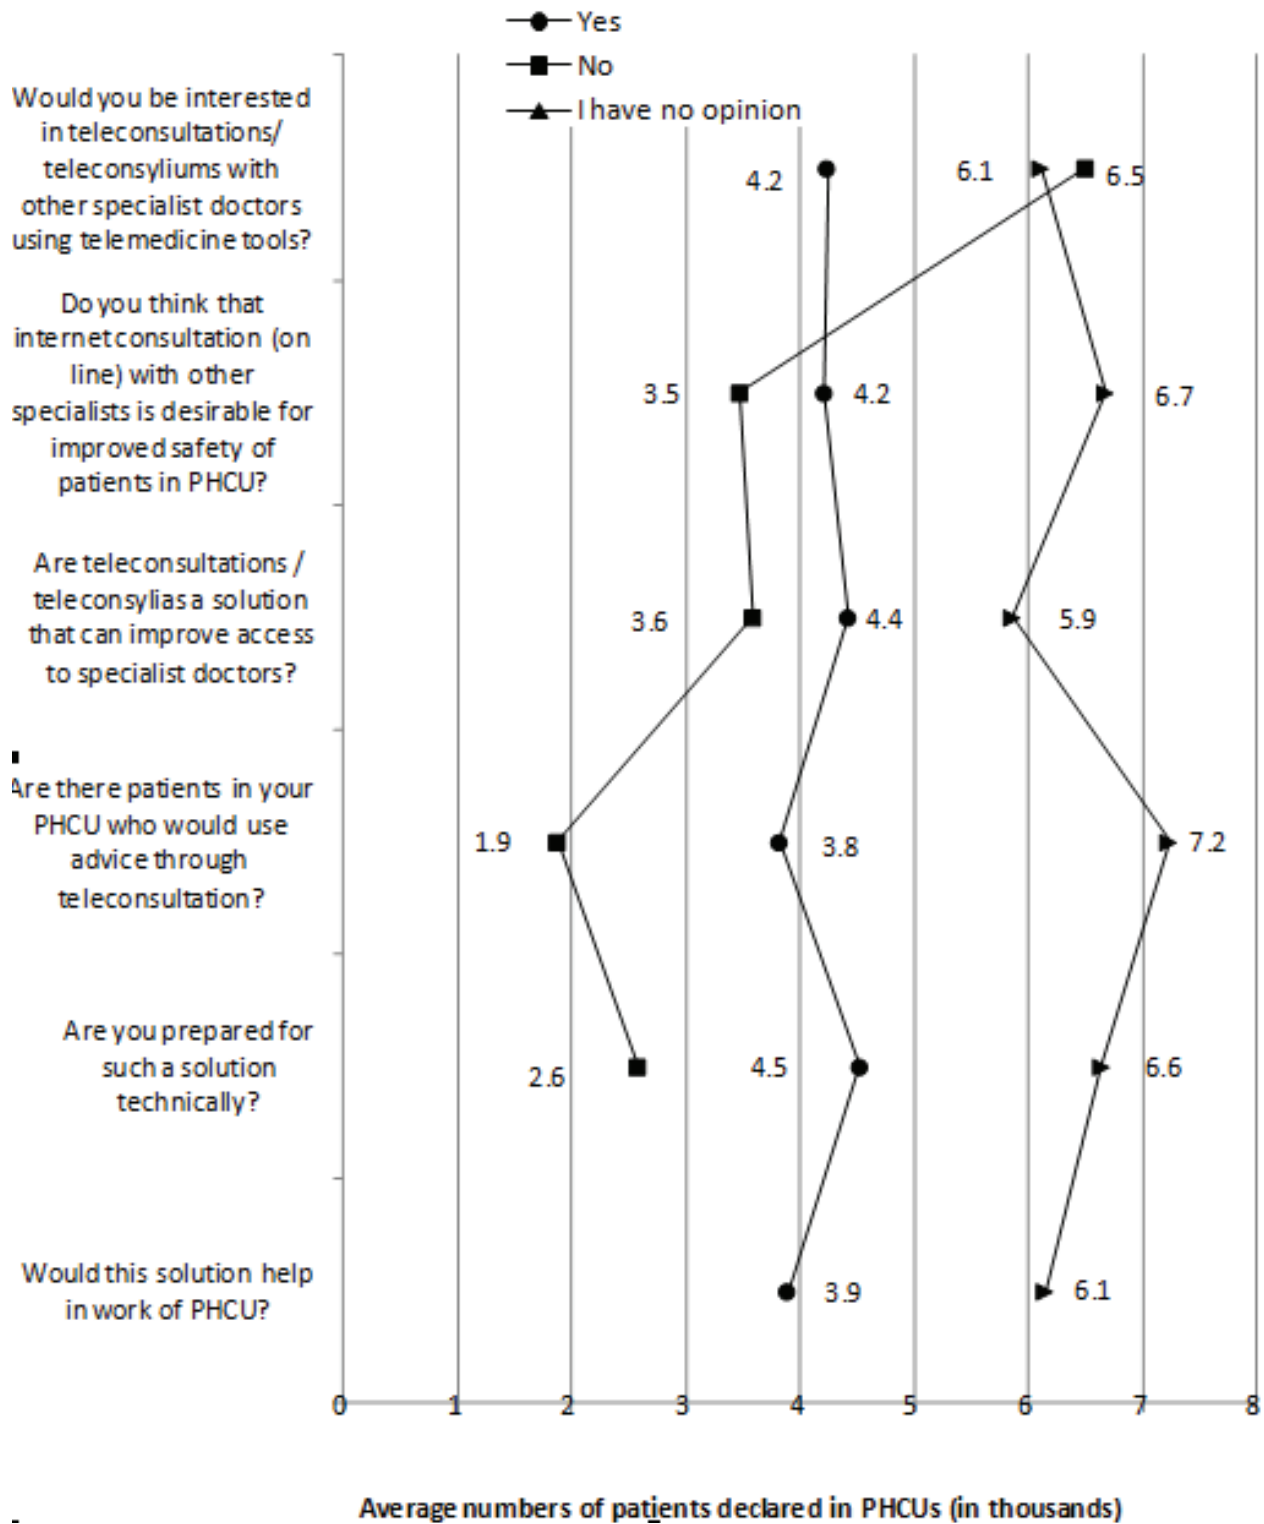 Yes
No
I have no opinion
Would you be interested
in teleconsultations/
teleconsyliums with
other specialist doctors
using telemedicine tools?
4.2
6.1
6.5
Do you think that
internet consultation (on
line) with other
specialists is desirable for
improved safety of
patients in PHCU?
3.5
4.2
6.7
Are teleconsultations /
teleconsylias a solution
that can improve access
to specialist doctors?
3.6
4.4
5.9
Are there patients in your
PHCU who would use
advice through
teleconsultation?
1.9
3.8
7.2
Are you prepared for
such a solution
technically?
2.6
4.5
6.6
Would this solution help
in work of PHCU?
3.9
6.1
0 1 2 3 4 5 6 7 8
Average numbers of patients declared in PHCUs (in thousands)